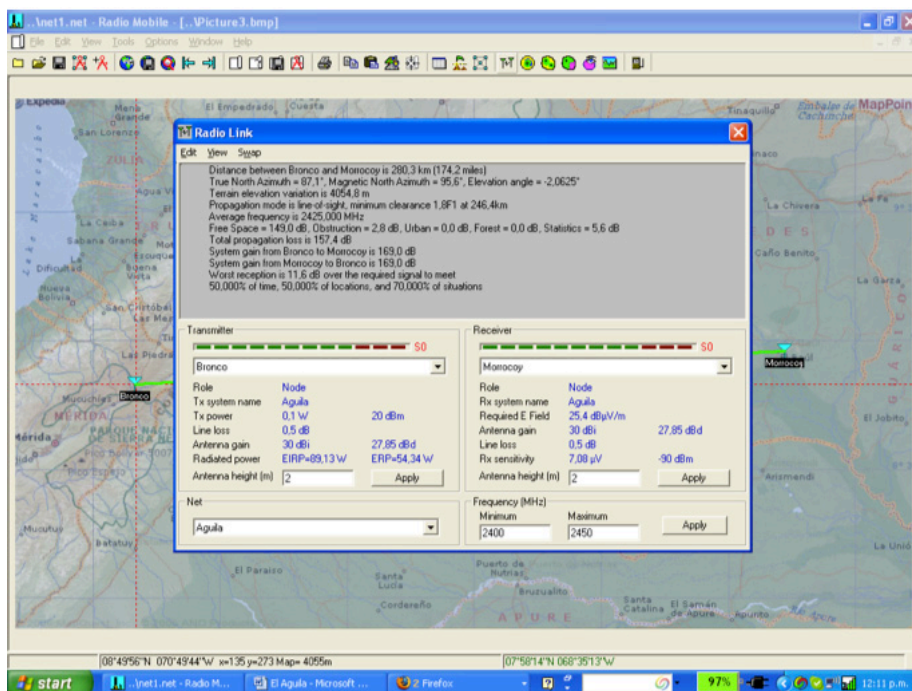 ..\net1.net - Radio Mobile - [..\Picture3.bmp]
File Edit View Tools Options Window Help
Expedia
MapPoint
El Empedrado
Cuesta
Mene Grande
San Lorenzo
Tinaquillo
Embalse de Cachinche
Radio Link
Edit View Swap
Distance between Bronco and Morrocoy is 280,3 km (174,2 miles)
True North Azimuth = 87,1°, Magnetic North Azimuth = 95,6°, Elevation angle = -2,0625°
Terrain elevation variation is 4054,8 m
Propagation mode is line-of-sight, minimum clearance 1,8F1 at 246,4km
Average frequency is 2425,000 MHz
Free Space = 149,0 dB, Obstruction = 2,8 dB, Urban = 0,0 dB, Forest = 0,0 dB, Statistics = 5,6 dB
Total propagation loss is 157,4 dB
System gain from Bronco to Morrocoy is 169,0 dB
System gain from Morrocoy to Bronco is 169,0 dB
Worst reception is 11,6 dB over the required signal to meet
50,000% of time, 50,000% of locations, and 70,000% of situations
ZULIA
La Ceiba
Sabana Grande
Dificultad
Buena Vista
Nueva Bolivia
San Cristóbal
Las Piedra
La Chivera
La Fe
DES
Caño Benito
La Garza
GUÁRICO
Transmitter
S0
Bronco
Role Node
Tx system name Aguila
Tx power 0,1 W 20 dBm
Line loss 0,5 dB
Antenna gain 30 dBi 27,85 dBd
Radiated power EIRP=89,13 W ERP=54,34 W
Antenna height (m) 2 Apply
Receiver
S0
Morrocoy
Role Node
Rx system name Aguila
Required E Field 25,4 dBµV/m
Antenna gain 30 dBi 27,85 dBd
Line loss 0,5 dB
Rx sensitivity 7,08 µV -90 dBm
Antenna height (m) 2 Apply
Net
Aguila
Frequency (MHz)
Minimum Maximum
2400 2450 Apply
Bronco
Morrocoy
MÉRIDA
Mérida
El Jobito
Arismendi
Mucutuy
Batatuy
La Unió
El Paraiso
Santa Lucía
Cordereño
Puerto de Nutrias
Bruzualito
APURE
Santa Catalina
El Samán de Apure
Apurito
08°49'56"N 070°49'44"W x=135 y=273 Map= 4055m
07°58'14"N 068°35'13"W
start
..\net1.net - Radio M...
El Aguila - Microsoft ...
2 Firefox
97%
12:11 p.m.